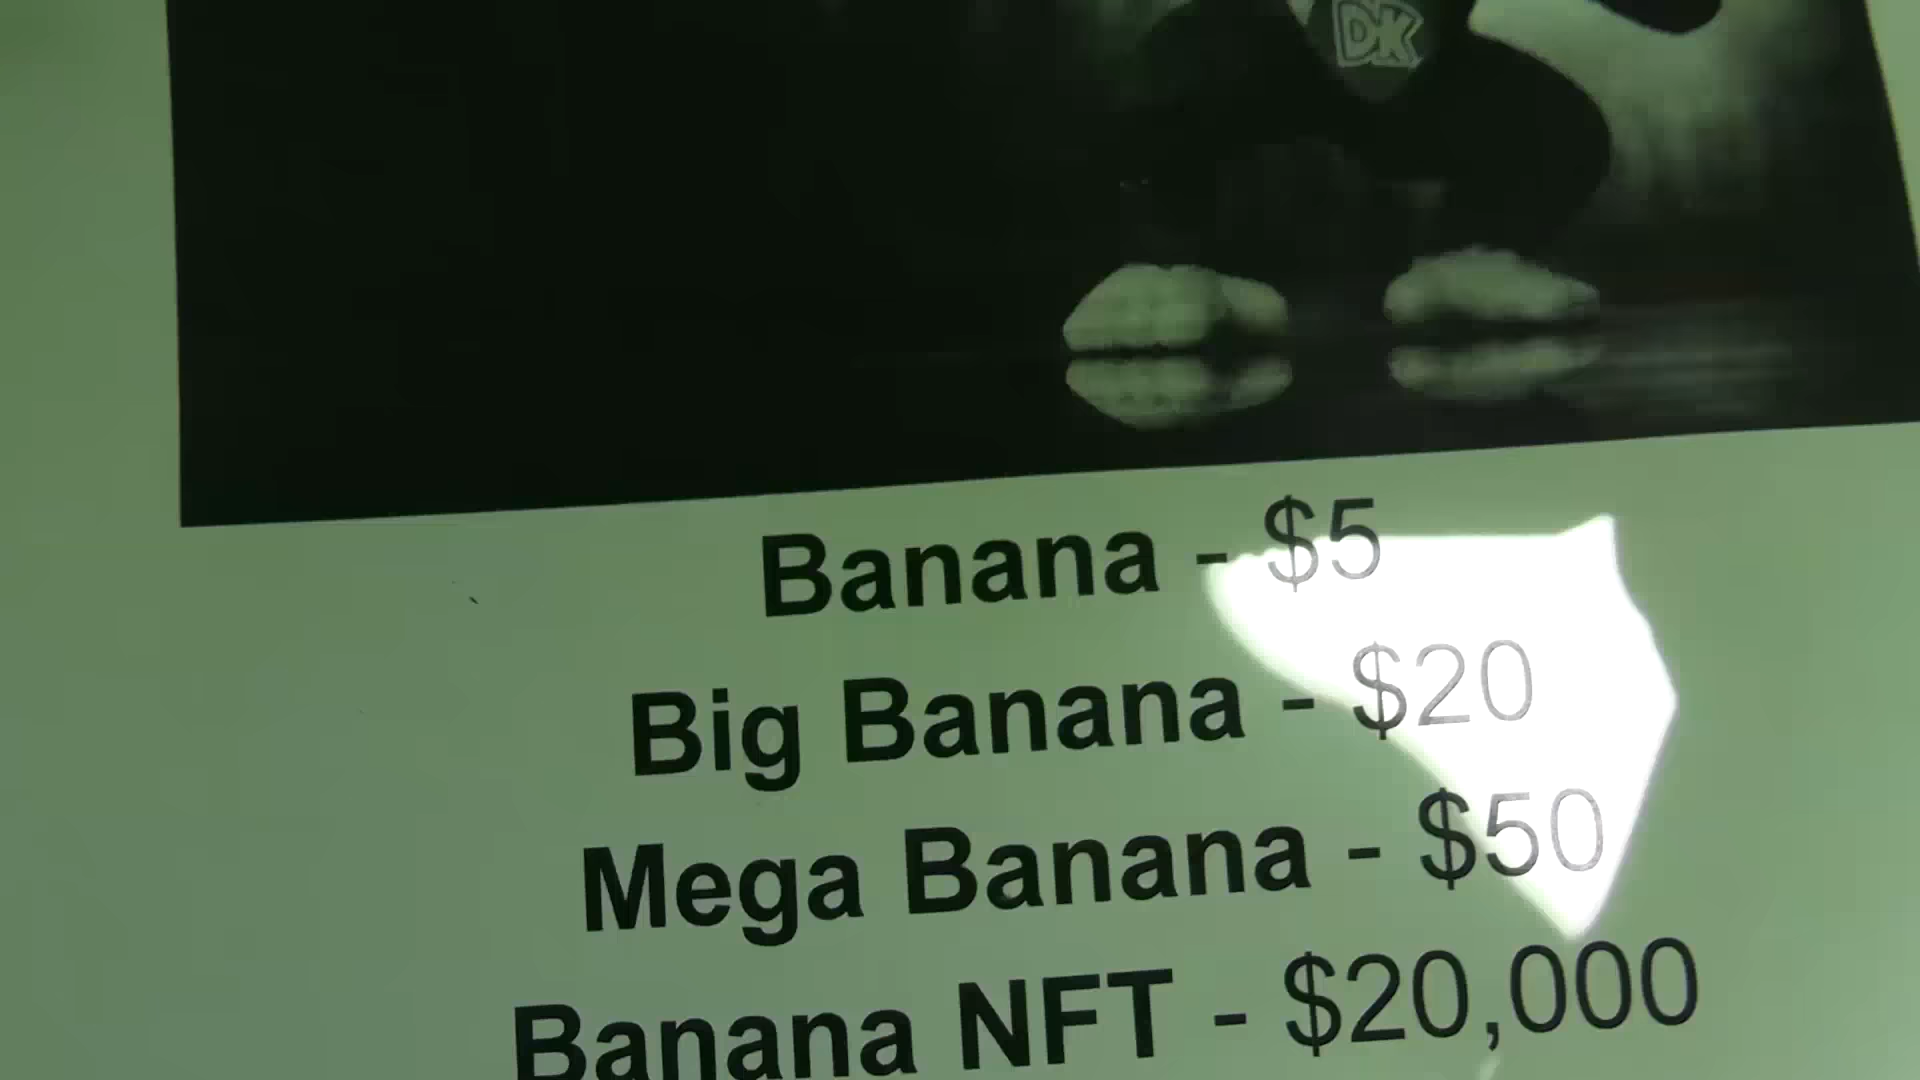 DK
Banana - $5
Big Banana - $20
Mega Banana - $50
Banana NFT - $20,000